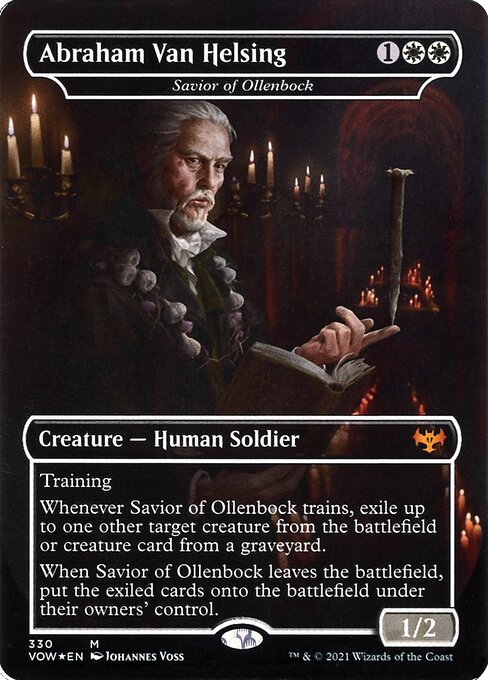 Abraham Van Helsing 1
Savior of Ollenbock
Creature — Human Soldier
Training
Whenever Savior of Ollenbock trains, exile up
to one other target creature from the battlefield
or creature card from a graveyard.
When Savior of Ollenbock leaves the battlefield,
put the exiled cards onto the battlefield under
their owners' control.
1/2
330 M
VOW★EN Johannes Voss
™ & © 2021 Wizards of the Coast